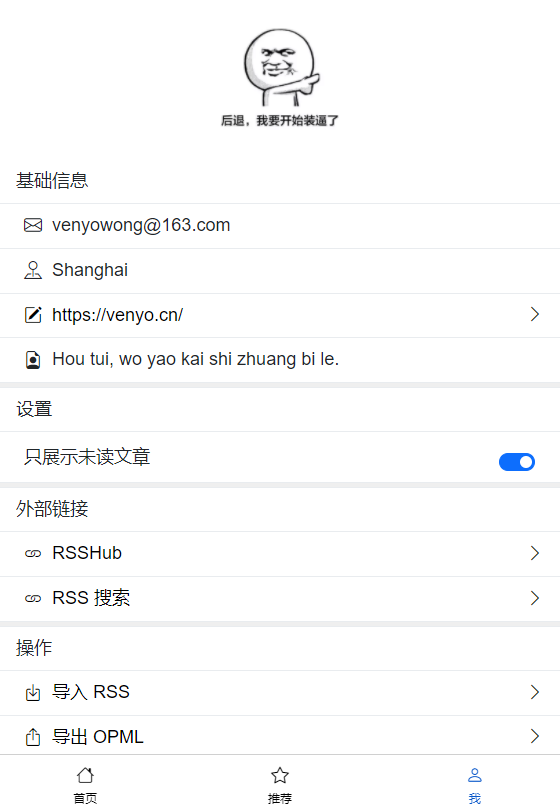 后退，我要开始装逼了
基础信息
venyowong@163.com
Shanghai
https://venyo.cn/
Hou tui, wo yao kai shi zhuang bi le.
设置
只展示未读文章
外部链接
RSSHub
RSS 搜索
操作
导入 RSS
导出 OPML
首页
推荐
我